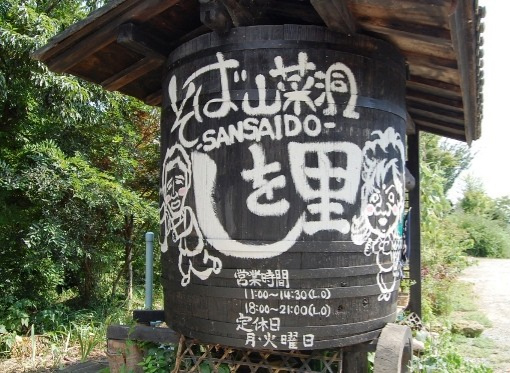 そば山菜洞
-SANSAIDO-
しを里
営業時間
11:00~14:30(L.O)
18:00~21:00(L.O)
定休日
月・火曜日